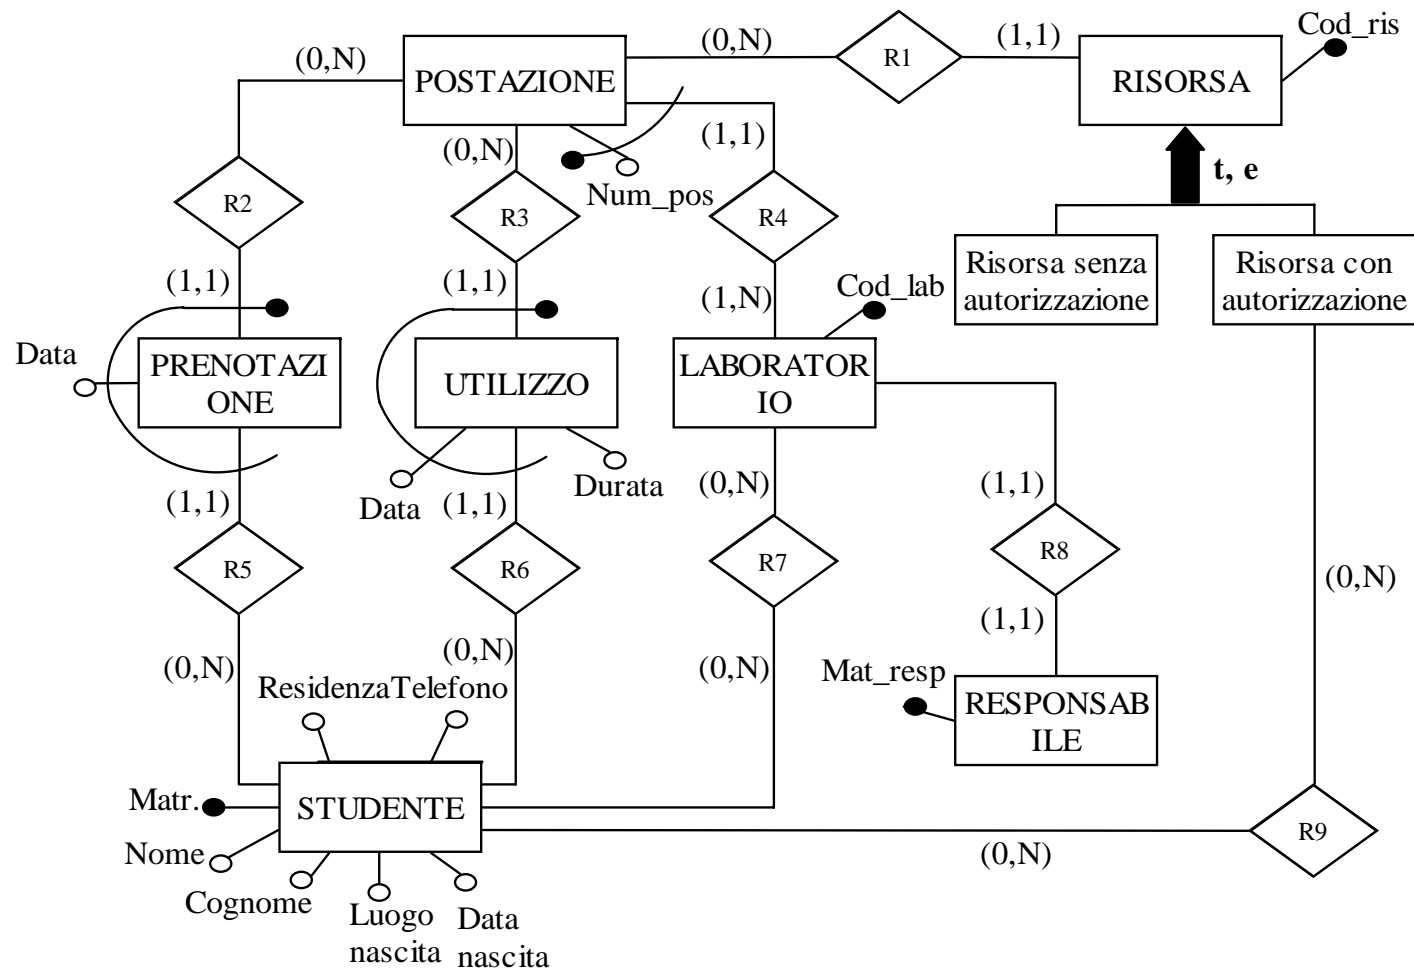 Cod_ris
(0,N)
(1,1)
(0,N)
POSTAZIONE
R1
RISORSA
(1,1)
(0,N)
t, e
Num_pos
R2
R3
R4
Risorsa senza
autorizzazione
Risorsa con
autorizzazione
(1,1)
(1,1)
(1,N)
Cod_lab
Data
PRENOTAZI
ONE
UTILIZZO
LABORATOR
IO
Data
Durata
(0,N)
(1,1)
(1,1)
(1,1)
R5
R6
R7
R8
(0,N)
(1,1)
(0,N)
(0,N)
(0,N)
ResidenzaTelefono
Mat_resp
RESPONSAB
ILE
Matr.
STUDENTE
R9
Nome
(0,N)
Cognome
Luogo
nascita
Data
nascita